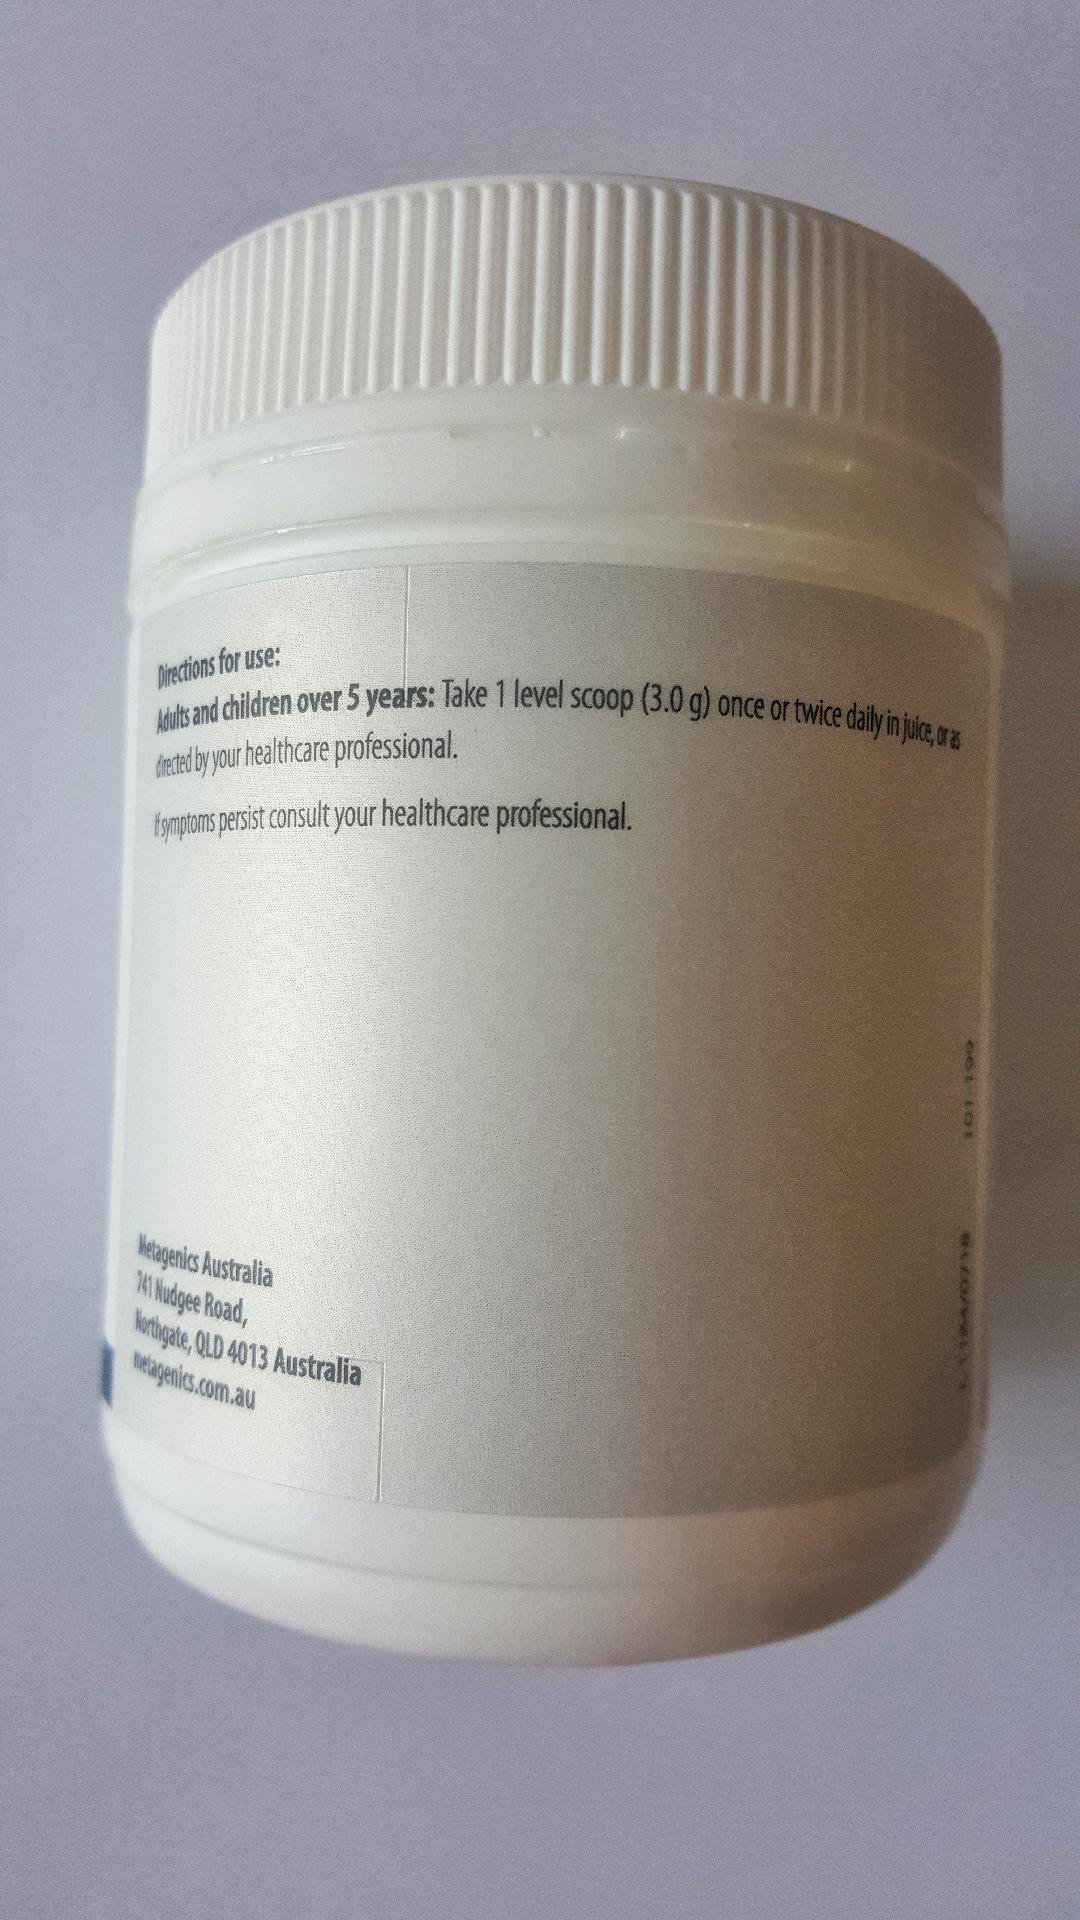 Directions for use:
Adults and children over 5 years: Take 1 level scoop (3.0 g) once or twice daily in juice, or as
directed by your healthcare professional.
If symptoms persist consult your healthcare professional.
Metagenics Australia
741 Nudgee Road,
Northgate, QLD 4013 Australia
metagenics.com.au
101-199